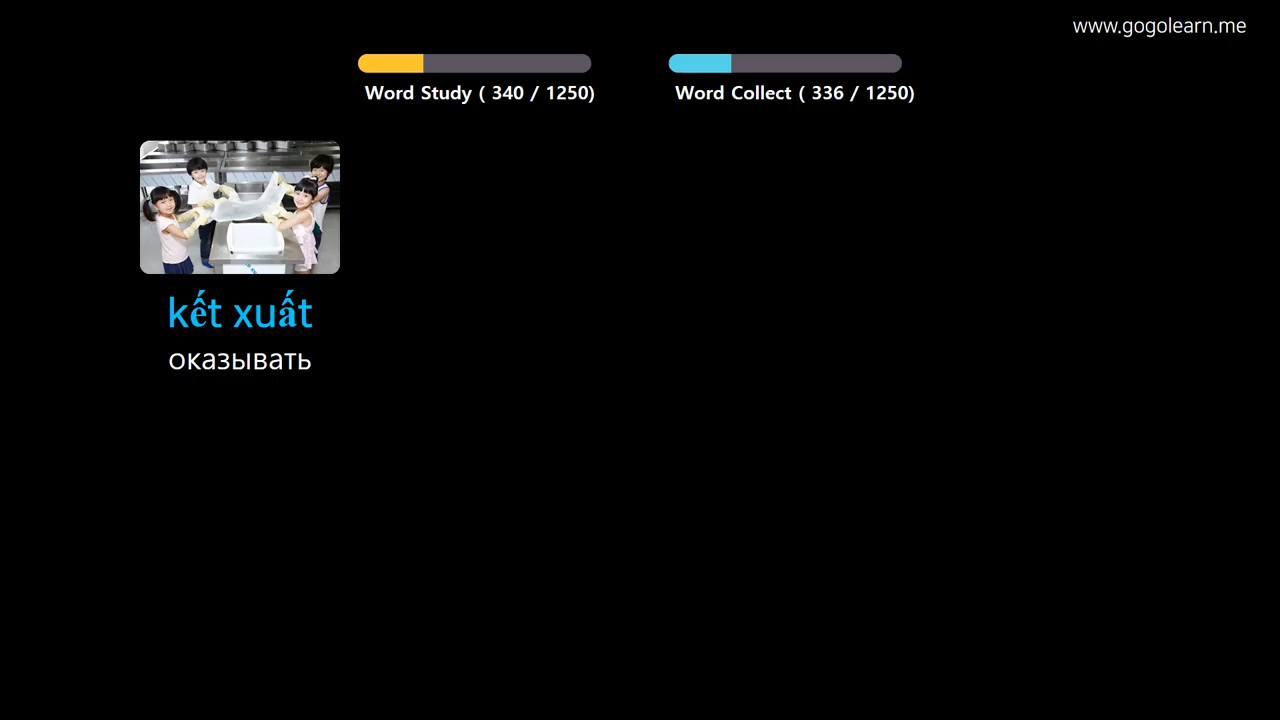 www.gogolearn.me
Word Study ( 340 / 1250)
Word Collect ( 336 / 1250)
kết xuất
оказывать